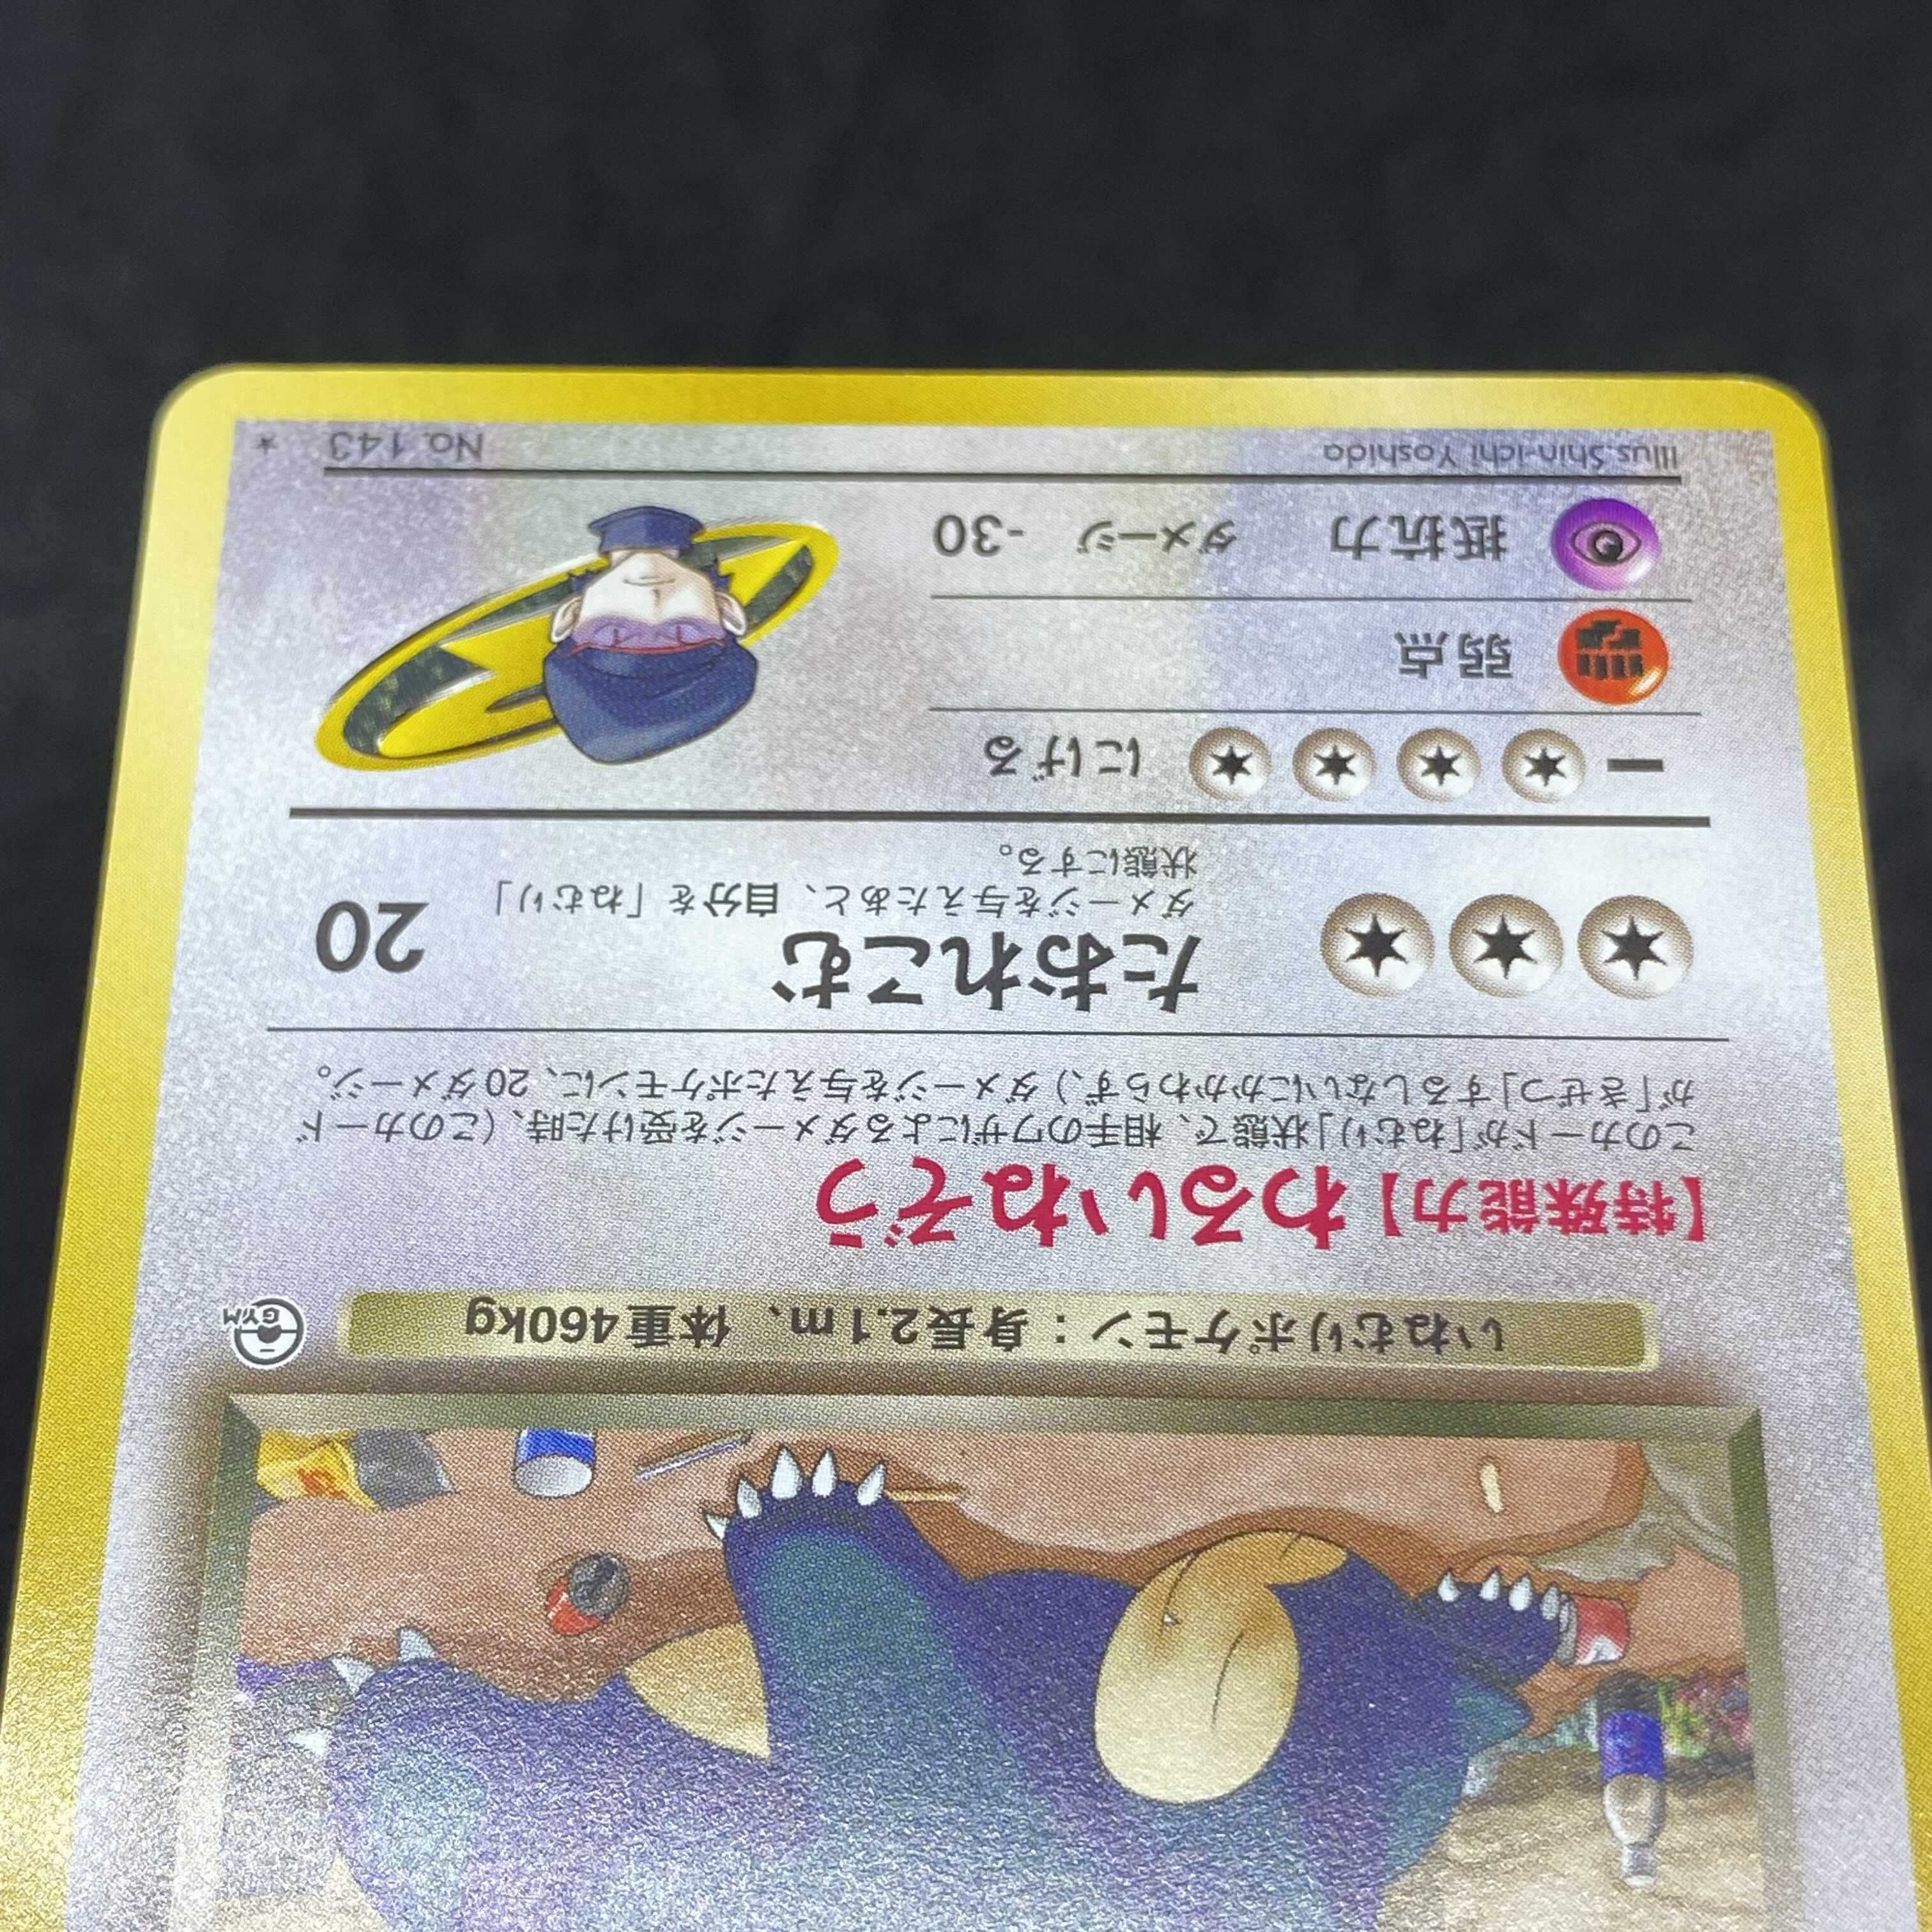 GYM
いねむりポケモン：身長2.1m、体重460kg
【特殊能力】わるいねぞう
このカードが「ねむり」状態で、相手のワザによるダメージを受けた時、（このカード
が「きぜつ」するしないにかかわらず、）ダメージを与えたポケモンに、20ダメージ。
たおれこむ 20
ダメージを与えたあと、自分を「ねむり」
状態にする。
にげる
弱点
抵抗力 ダメージ -30
Illus.Shin-ichi Yoshida No. 143 ★